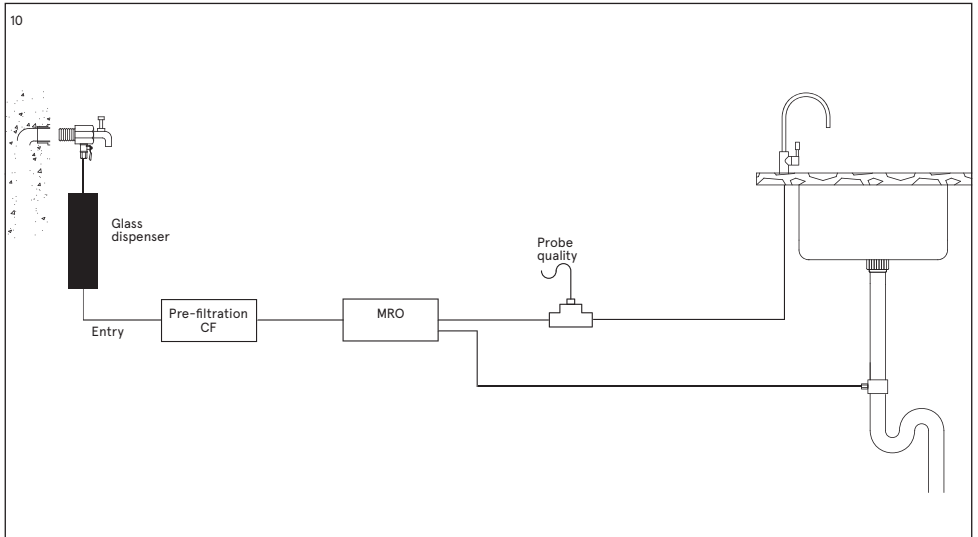 10
Glass
dispenser
Entry
Pre-filtration
CF
MRO
Probe
quality